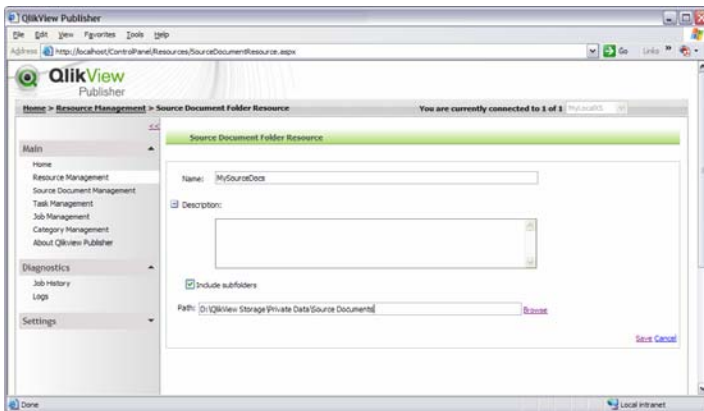 QlikView Publisher
File Edit View Favorites Tools Help
Address http://localhost/ControlPanel/Resources/SourceDocumentResource.aspx Go Links »
QlikView
Publisher
Home > Resource Management > Source Document Folder Resource You are currently connected to 1 of 1
<<
Source Document Folder Resource
Main
Home
Resource Management
Source Document Management
Task Management
Job Management
Category Management
About Qlikview Publisher
Diagnostics
Job History
Logs
Settings
Name: MySourceDocs
Description:
Include subfolders
Path: D:\QlikView Storage\Private Data\Source Documents
Browse
Save Cancel
Done Local intranet